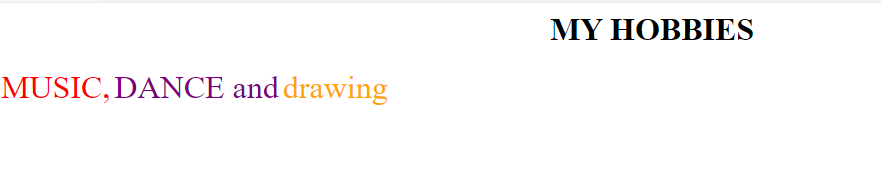 MY HOBBIES
MUSIC, DANCE and drawing